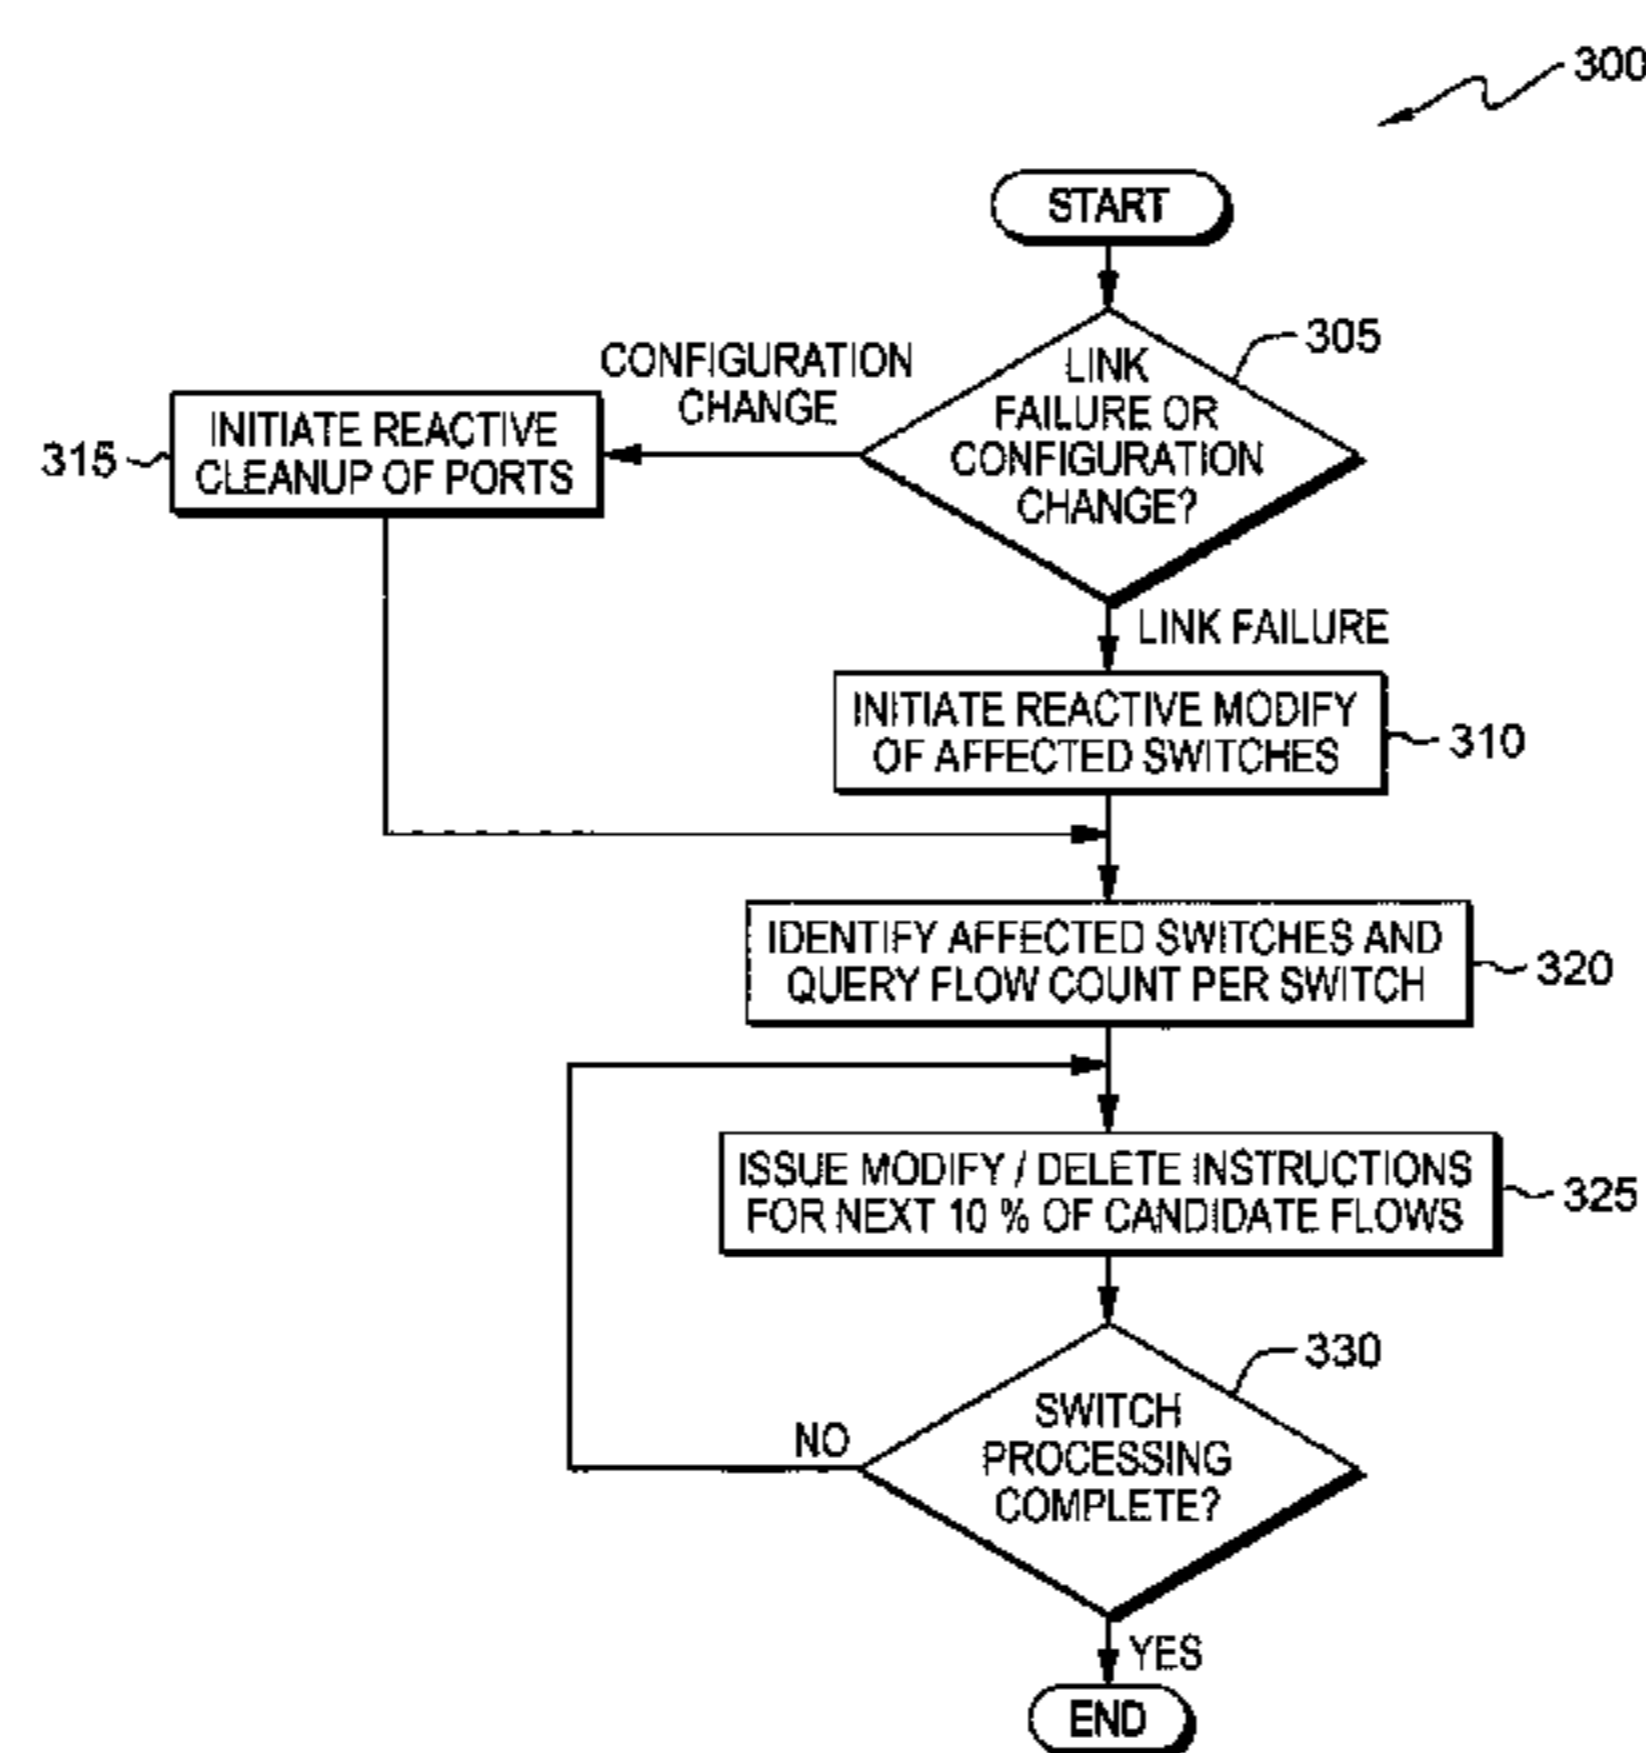 300
START
LINK
FAILURE OR
CONFIGURATION
CHANGE?
305
CONFIGURATION
CHANGE
INITIATE REACTIVE
CLEANUP OF PORTS
315
LINK FAILURE
INITIATE REACTIVE MODIFY
OF AFFECTED SWITCHES
310
IDENTIFY AFFECTED SWITCHES AND
QUERY FLOW COUNT PER SWITCH
320
ISSUE MODIFY / DELETE INSTRUCTIONS
FOR NEXT 10 % OF CANDIDATE FLOWS
325
SWITCH
PROCESSING
COMPLETE?
330
NO
YES
END